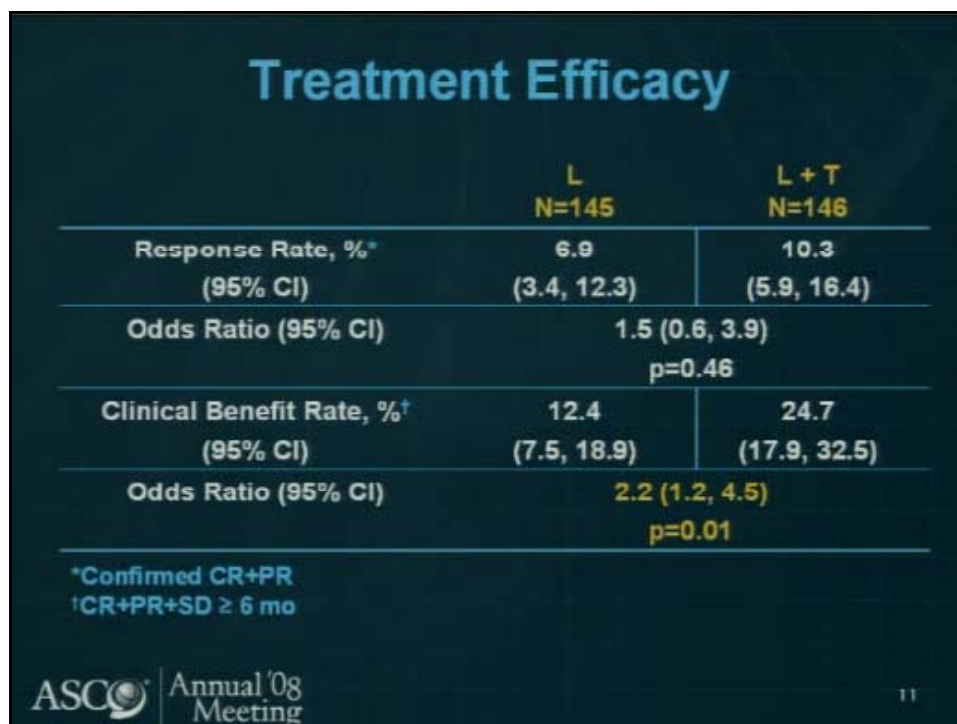 Treatment Efficacy
L L + T
N=145 N=146
Response Rate, %* 6.9 10.3
(95% CI) (3.4, 12.3) (5.9, 16.4)
Odds Ratio (95% CI) 1.5 (0.6, 3.9)
p=0.46
Clinical Benefit Rate, %† 12.4 24.7
(95% CI) (7.5, 18.9) (17.9, 32.5)
Odds Ratio (95% CI) 2.2 (1.2, 4.5)
p=0.01
*Confirmed CR+PR
†CR+PR+SD ≥ 6 mo
ASCO Annual '08
Meeting
11